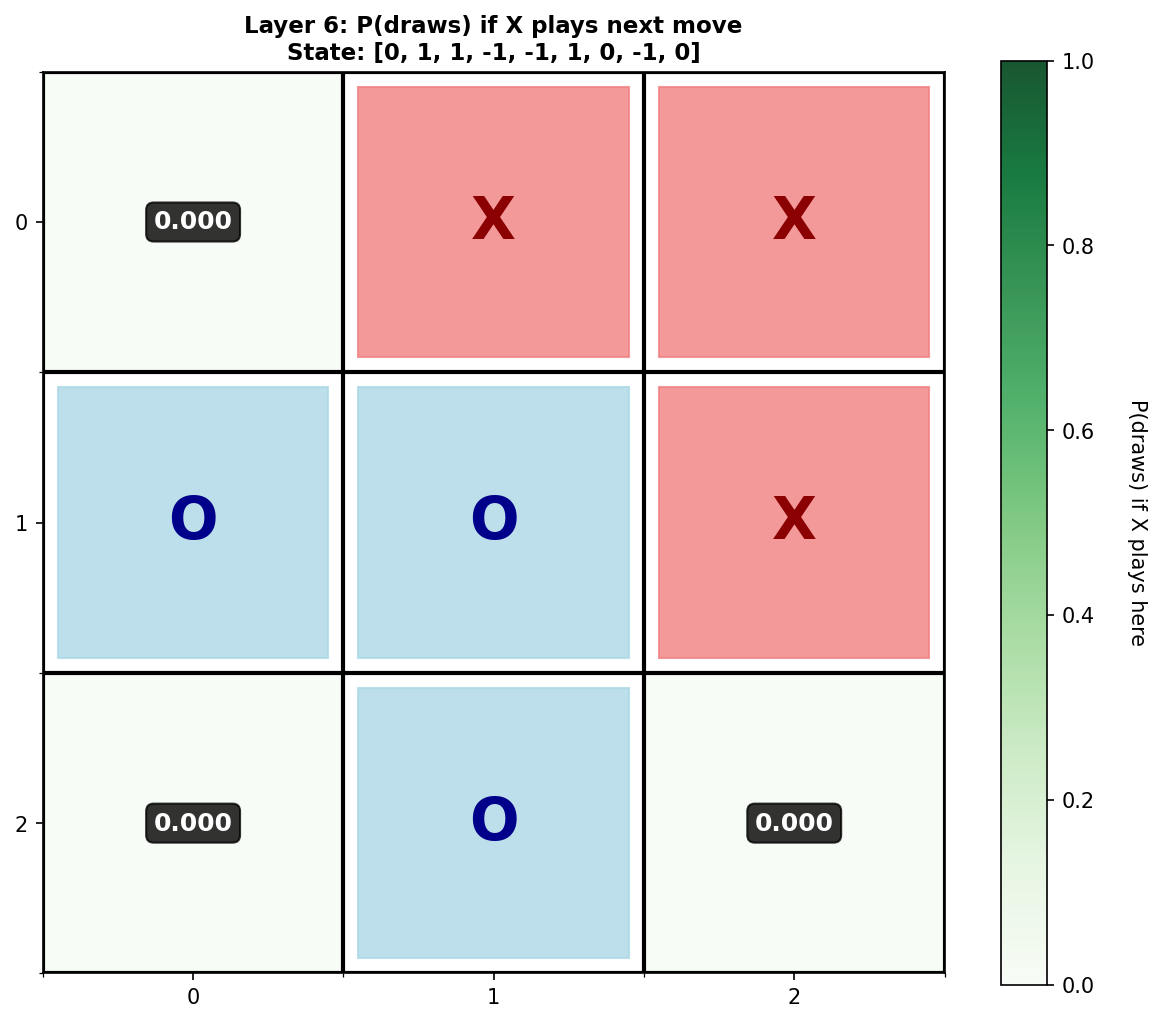 Layer 6: P(draws) if X plays next move
State: [0, 1, 1, -1, -1, 1, 0, -1, 0]
0
0.000
X
X
1
O
O
X
2
0.000
O
0.000
0
1
2
1.0
0.8
0.6
0.4
0.2
0.0
P(draws) if X plays here